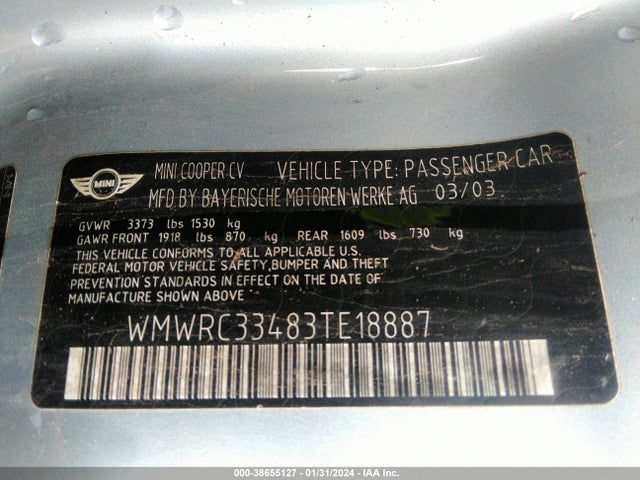 MINI
MINI COOPER CV VEHICLE TYPE: PASSENGER CAR
MFD BY BAYERISCHE MOTOREN WERKE AG 03/03
GVWR 3373 lbs 1530 kg
GAWR FRONT 1918 lbs 870 kg REAR 1609 lbs 730 kg
THIS VEHICLE CONFORMS TO ALL APPLICABLE U.S.
FEDERAL MOTOR VEHICLE SAFETY,BUMPER AND THEFT
PREVENTION STANDARDS IN EFFECT ON THE DATE OF
MANUFACTURE SHOWN ABOVE
WMWRC33483TE18887
000-38655127 - 01/31/2024 - IAA Inc.